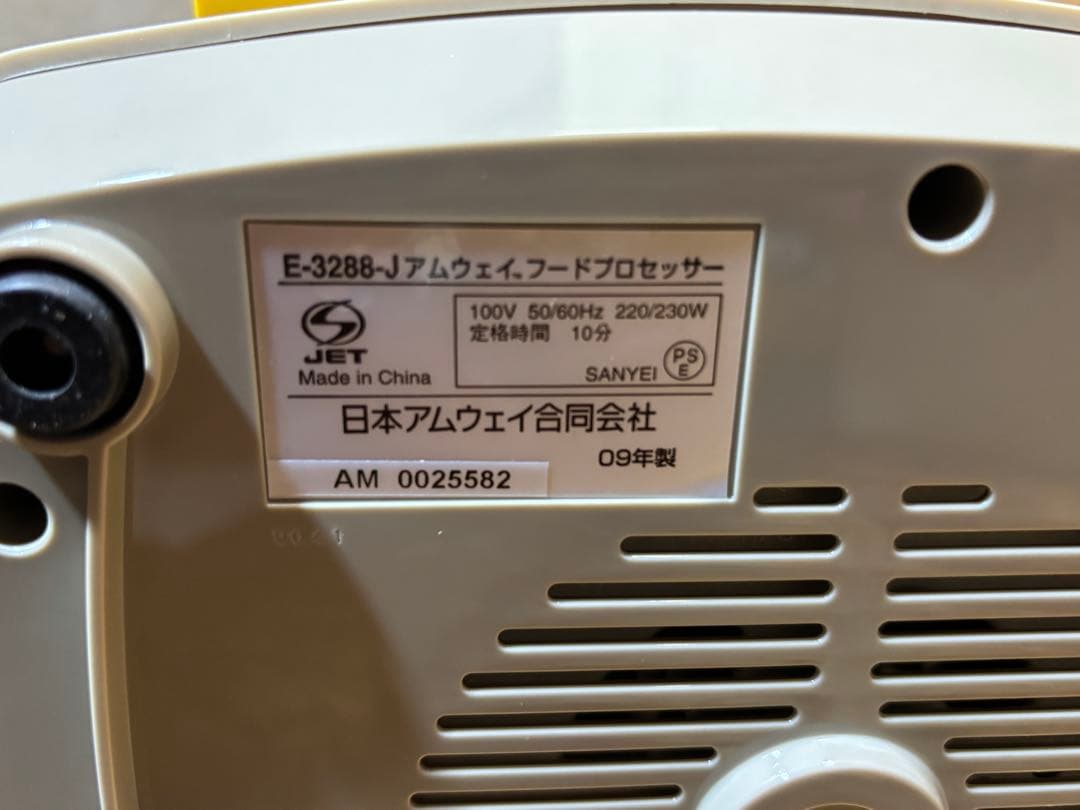 E-3288-J アムウェイ™フードプロセッサー
JET
Made in China
100V 50/60Hz 220/230W
定格時間 10分
SANYEI
PS
E
日本アムウェイ合同会社
09年製
AM 0025582